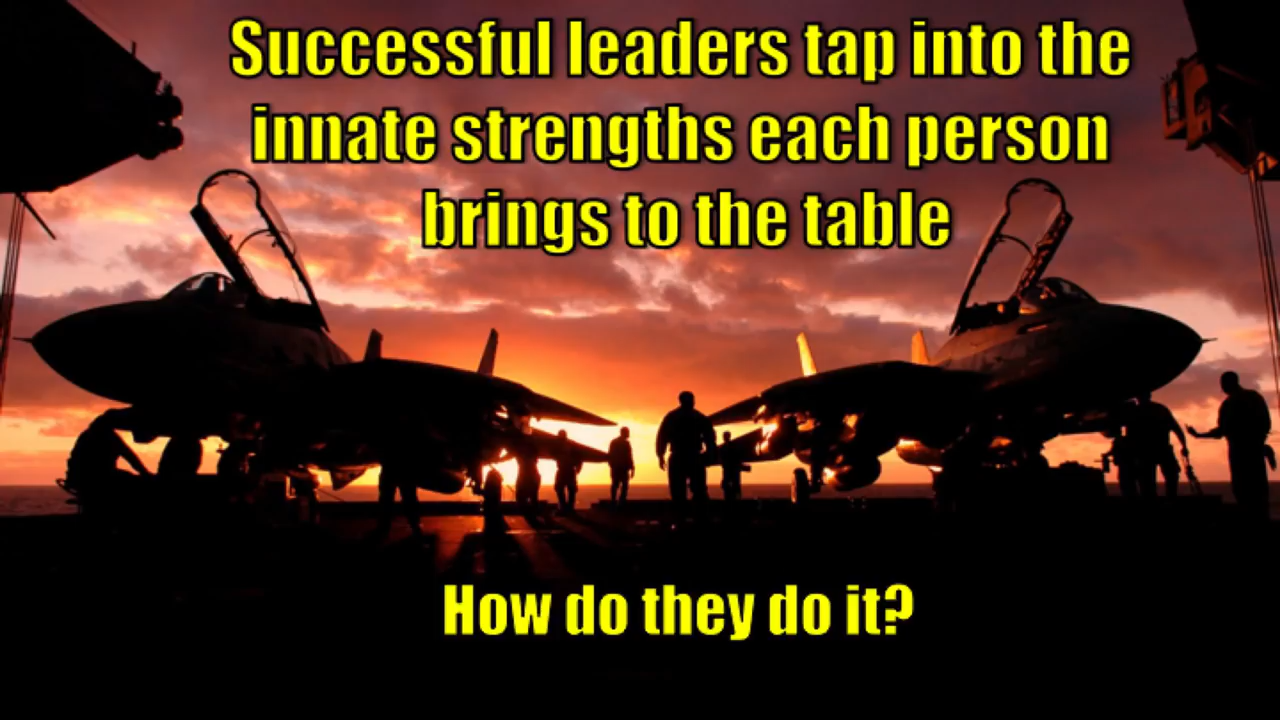 Successful leaders tap into the
innate strengths each person
brings to the table
How do they do it?